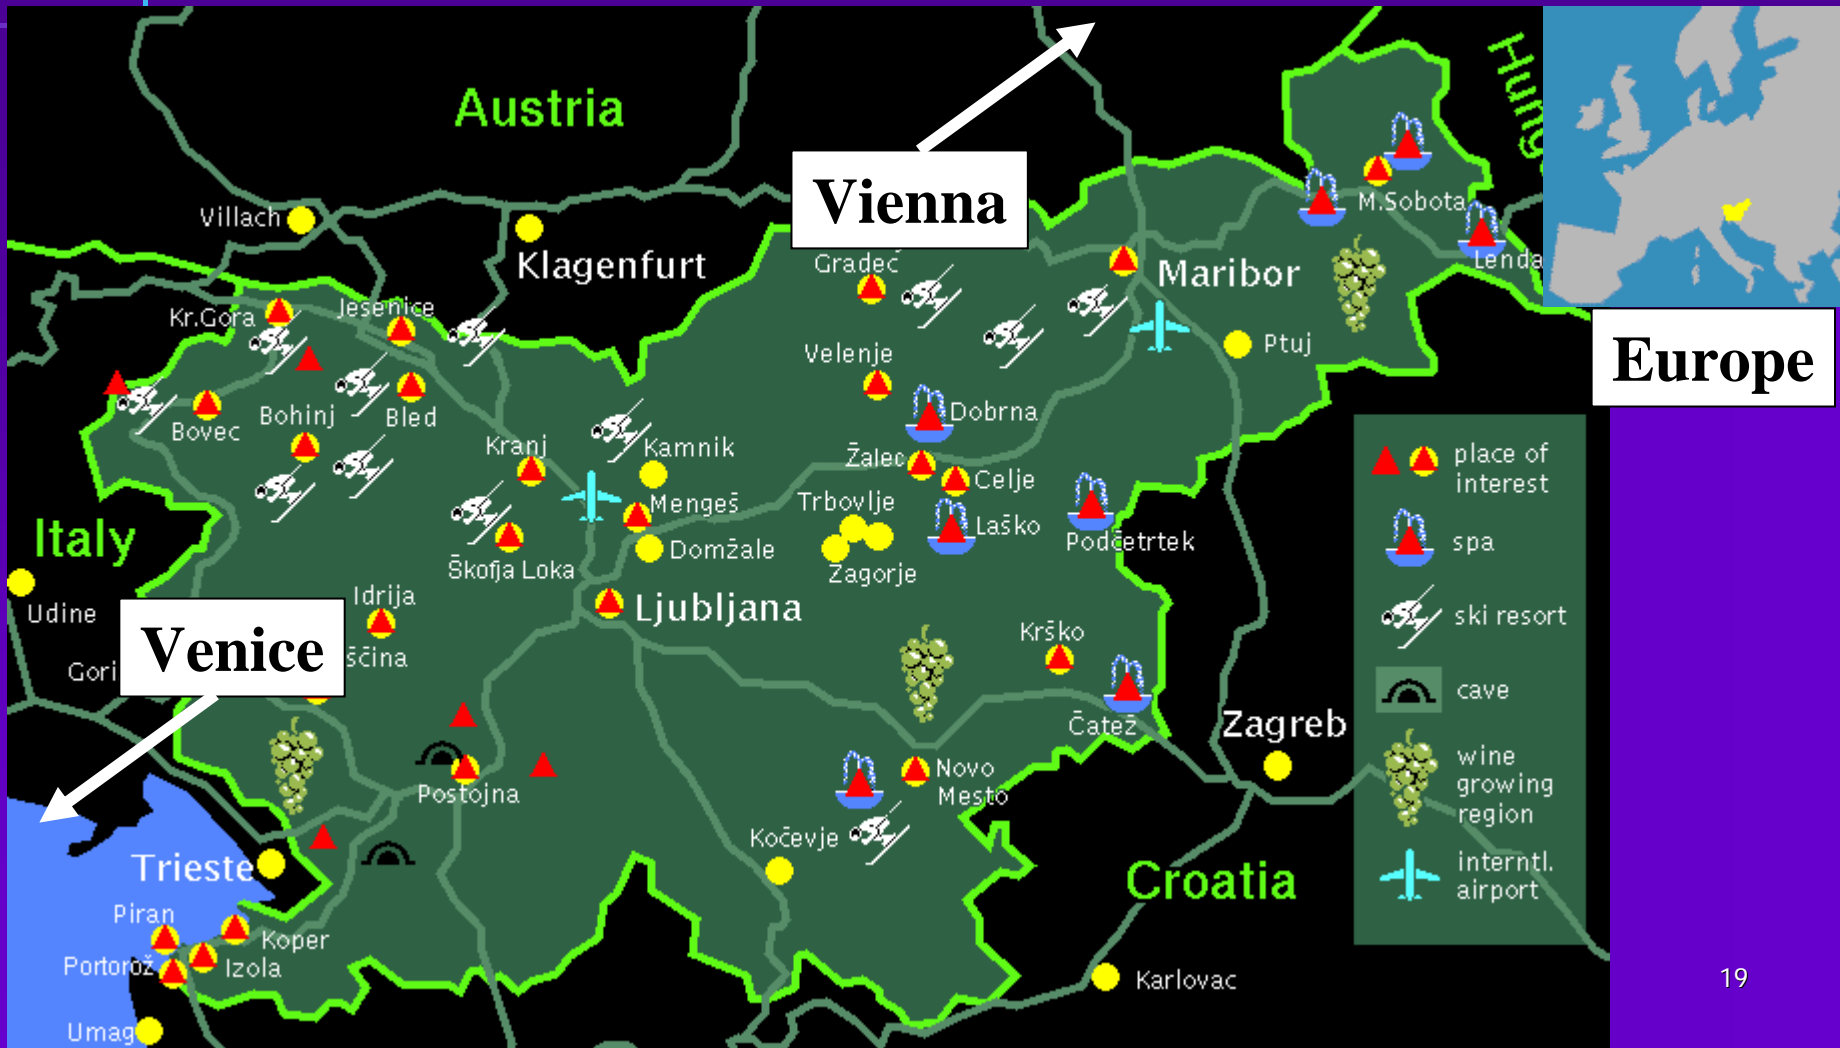 Austria
Hung
Vienna
Villach
Klagenfurt
M.Sobota
Lenda
Gradec
Maribor
Kr.Gora
Jesenice
Ptuj
Europe
Velenje
Bovec
Bohinj
Bled
Dobrna
Kranj
Kamnik
Žalec
Celje
place of
interest
Mengeš
Trbovlje
Laško
Italy
Podčetrtek
spa
Domžale
Škofja Loka
Zagorje
Udine
Idrija
Ljubljana
ski resort
Venice
Krško
ščina
Gori
cave
Čatež
Zagreb
Postojna
Novo
Mesto
wine
growing
region
Kočevje
Trieste
Croatia
interntl.
airport
Piran
Koper
Portorož
Izola
Karlovac
19
Umag